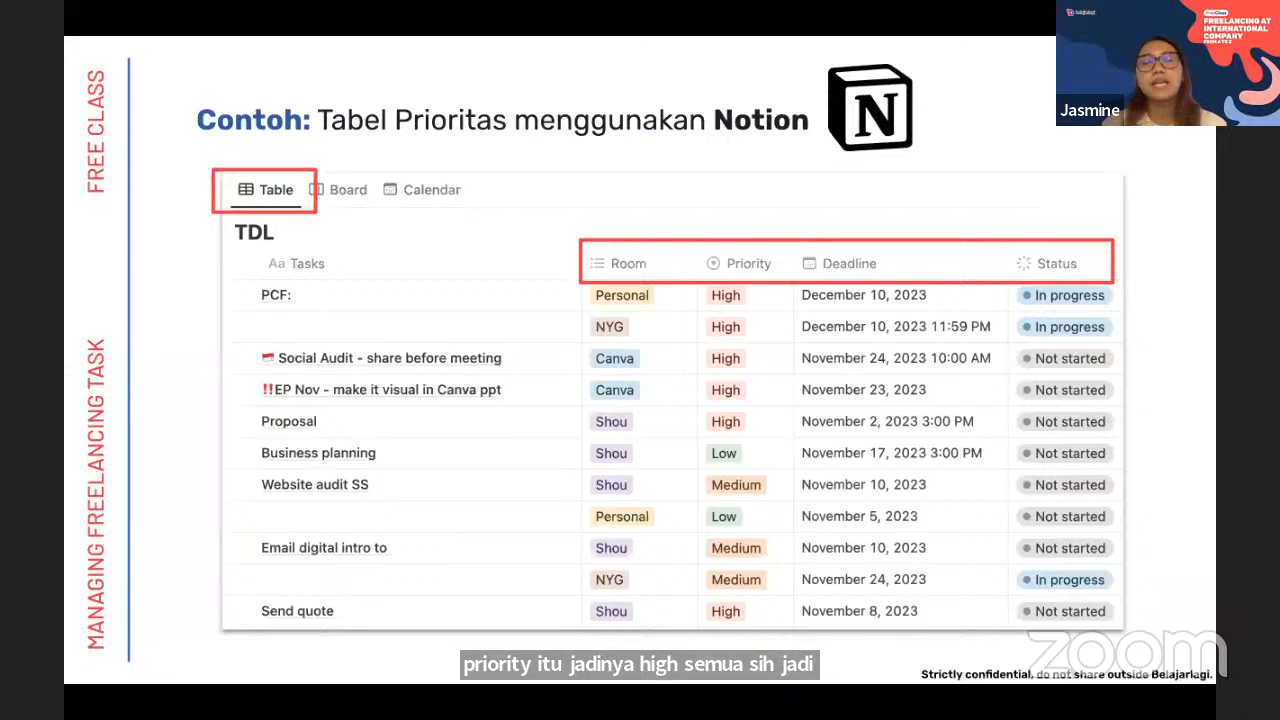 FREE CLASS
MANAGING FREELANCING TASK
Contoh: Tabel Prioritas menggunakan Notion
N
Table Board Calendar
TDL
Aa Tasks Room Priority Deadline Status
PCF: Personal High December 10, 2023 In progress
NYG High December 10, 2023 11:59 PM In progress
Social Audit - share before meeting Canva High November 24, 2023 10:00 AM Not started
‼️EP Nov - make it visual in Canva ppt Canva High November 23, 2023 Not started
Proposal Shou High November 2, 2023 3:00 PM Not started
Business planning Shou Low November 17, 2023 3:00 PM Not started
Website audit SS Shou Medium November 10, 2023 Not started
Personal Low November 5, 2023 Not started
Email digital intro to Shou Medium November 10, 2023 Not started
NYG Medium November 24, 2023 In progress
Send quote Shou High November 8, 2023 Not started
priority itu jadinya high semua sih jadi
zoom
Strictly confidential, do not share outside Belajarlagi.
FREELANCING AT
INTERNATIONAL
COMPANY
FROM A TO Z
Jasmine